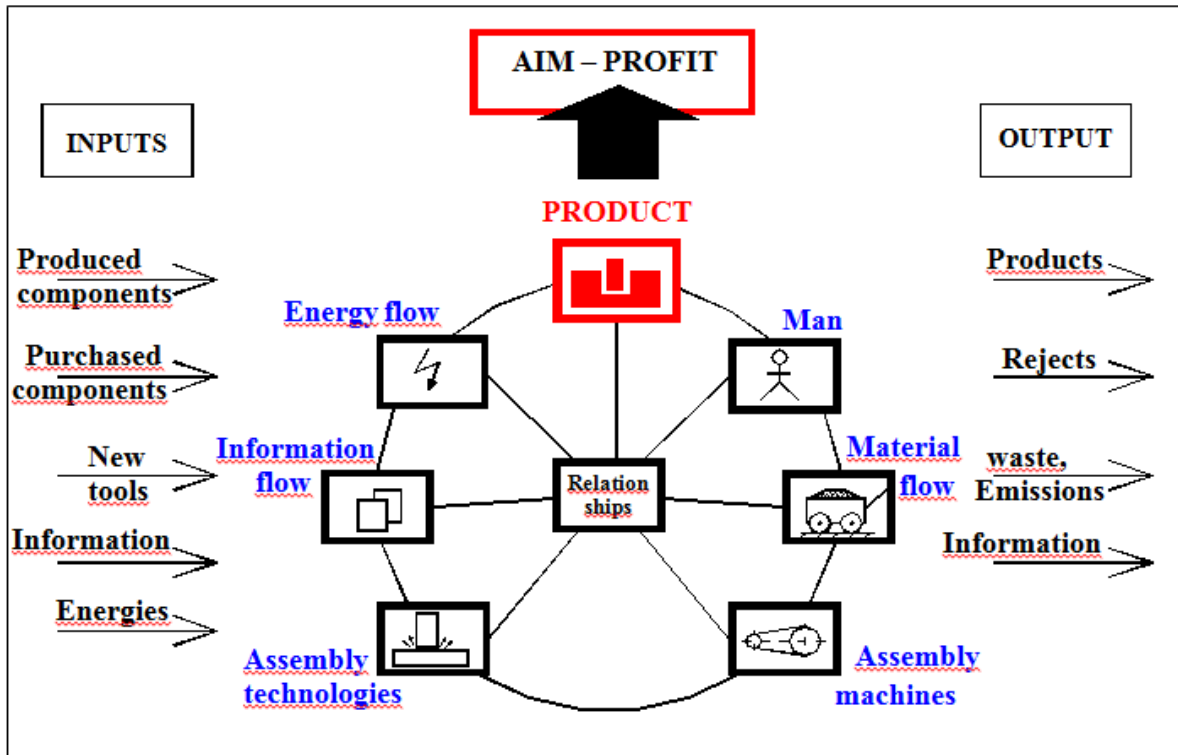 AIM – PROFIT
INPUTS
OUTPUT
PRODUCT
Produced
components
Purchased
components
New
tools
Information
Energies
Energy flow
Man
Information
flow
Relation
ships
Material
flow
Assembly
technologies
Assembly
machines
Products
Rejects
waste,
Emissions
Information